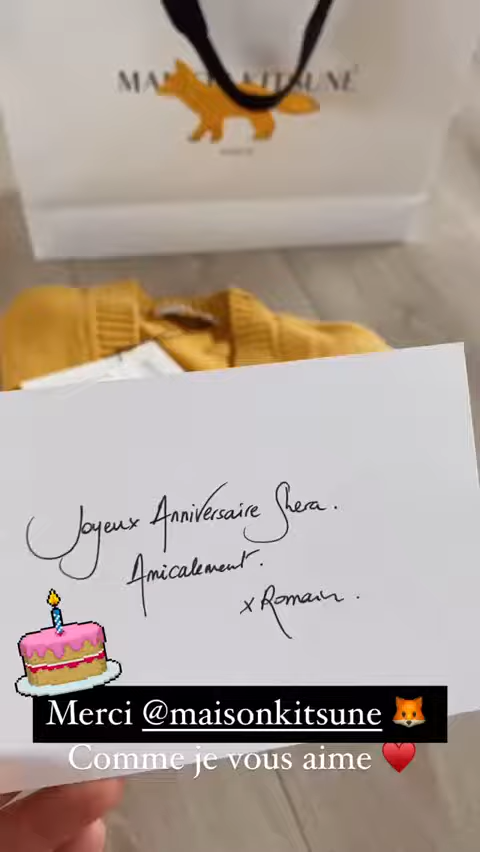 MAISON KITSUNÉ
Joyeux Anniversaire Shera.
Amicalement.
x Romain.
Merci @maisonkitsune 🦊
Comme je vous aime ♥️